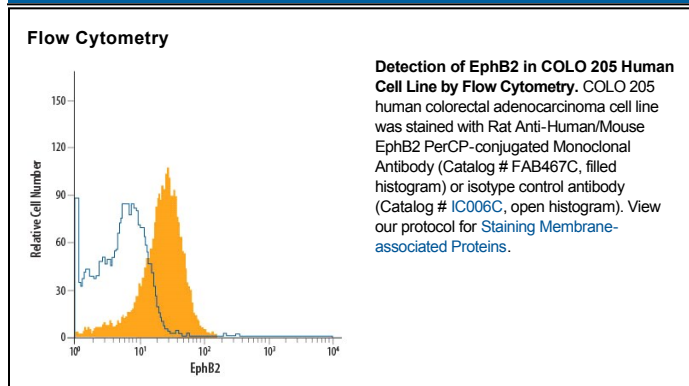 Flow Cytometry
Detection of EphB2 in COLO 205 Human
Cell Line by Flow Cytometry. COLO 205
human colorectal adenocarcinoma cell line
was stained with Rat Anti-Human/Mouse
EphB2 PerCP-conjugated Monoclonal
Antibody (Catalog # FAB467C, filled
histogram) or isotype control antibody
(Catalog # IC006C, open histogram). View
our protocol for Staining Membrane-
associated Proteins.
Relative Cell Number
150
120
90
60
30
0
10⁰ 10¹ 10² 10³ 10⁴
EphB2